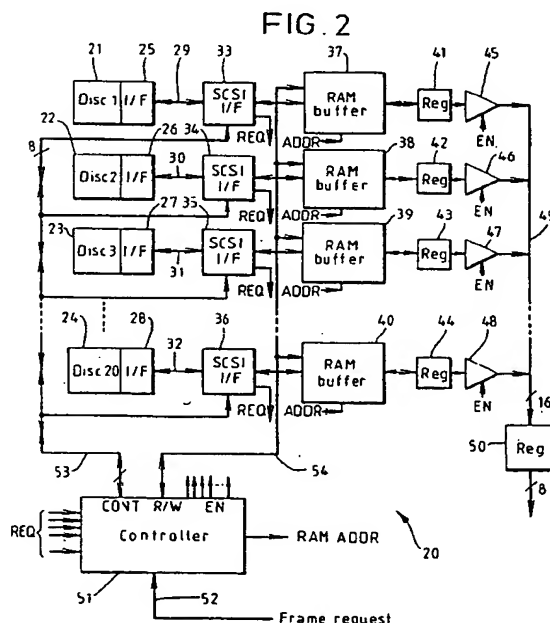 FIG. 2
21 25 29 33 37 41 45
Disc 1 I/F SCSI I/F RAM buffer Reg
REQ ADDR EN
22 26 34 38 42 46
8 Disc 2 I/F 30 SCSI I/F RAM buffer Reg
REQ ADDR EN
23 27 35 39 43 47 49
Disc 3 I/F 31 SCSI I/F RAM buffer Reg
REQ ADDR EN
24 28 32 36 40 44 48
Disc 20 I/F SCSI I/F RAM buffer Reg
REQ ADDR EN
16
50 Reg
8
53 54
CONT R/W EN
REQ Controller RAM ADDR
20
51 52
Frame request